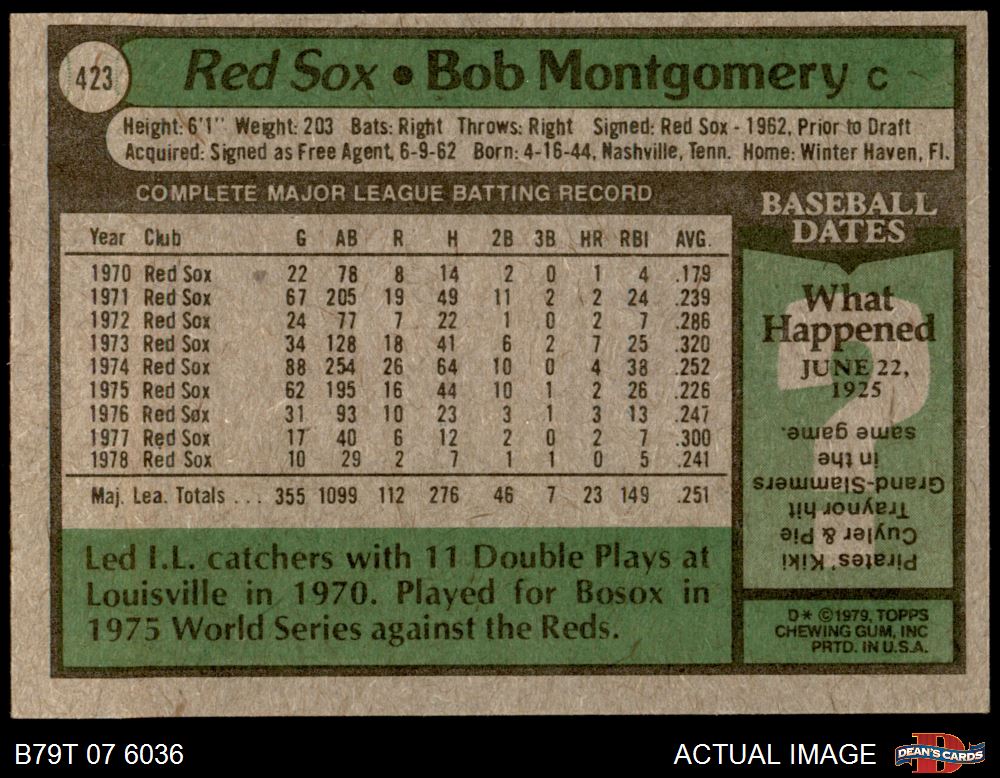 423
Red Sox • Bob Montgomery C
Height: 6'1" Weight: 203 Bats: Right Throws: Right Signed: Red Sox - 1962, Prior to Draft
Acquired: Signed as Free Agent, 6-9-62 Born: 4-16-44, Nashville, Tenn. Home: Winter Haven, Fl.
COMPLETE MAJOR LEAGUE BATTING RECORD
Year Club G AB R H 2B 3B HR RBI AVG.
1970 Red Sox 22 78 8 14 2 0 1 4 .179
1971 Red Sox 67 205 19 49 11 2 2 24 .239
1972 Red Sox 24 77 7 22 1 0 2 7 .286
1973 Red Sox 34 128 18 41 6 2 7 25 .320
1974 Red Sox 88 254 26 64 10 0 4 38 .252
1975 Red Sox 62 195 16 44 10 1 2 26 .226
1976 Red Sox 31 93 10 23 3 1 3 13 .247
1977 Red Sox 17 40 6 12 2 0 2 7 .300
1978 Red Sox 10 29 2 7 1 1 0 5 .241
Maj. Lea. Totals ... 355 1099 112 276 46 7 23 149 .251
Led I.L. catchers with 11 Double Plays at
Louisville in 1970. Played for Bosox in
1975 World Series against the Reds.
BASEBALL
DATES
What
Happened
JUNE 22,
1925
Pirates' Kiki
Cuyler & Pie
Traynor hit
Grand-Slammers
in the
same game.
D* ©1979, TOPPS
CHEWING GUM, INC
PRTD. IN U.S.A.
B79T 07 6036
ACTUAL IMAGE
DEAN'S CARDS